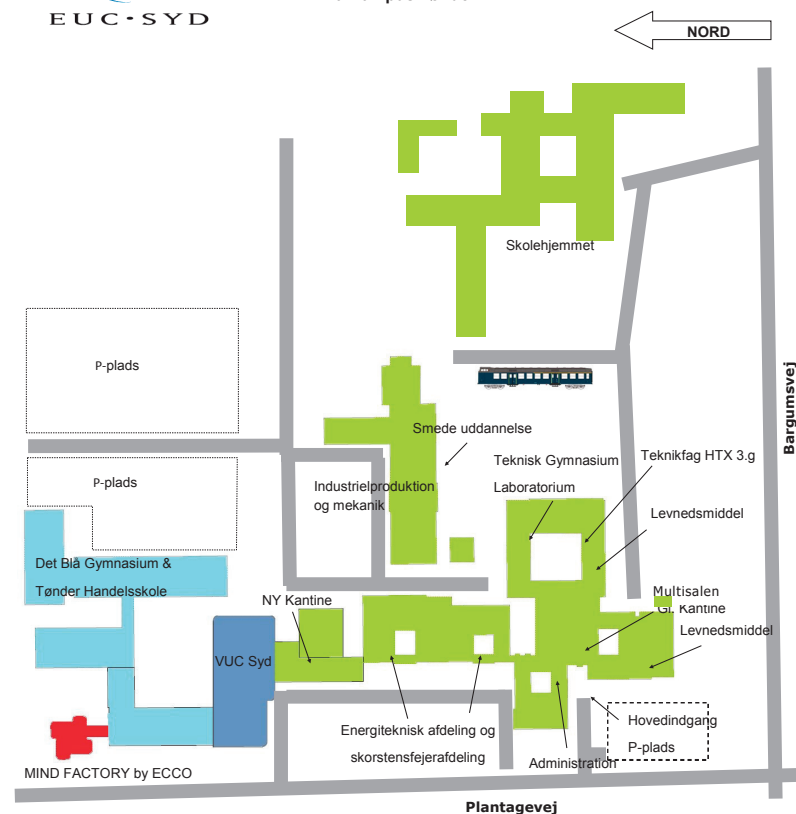 EUC·SYD
NORD
Skolehjemmet
P-plads
Bargumsvej
Smede uddannelse
Teknisk Gymnasium
Laboratorium
Teknikfag HTX 3.g
P-plads
Industrielproduktion
og mekanik
Levnedsmiddel
Det Blå Gymnasium &
Tønder Handelsskole
NY Kantine
Multisalen
Gl. Kantine
Levnedsmiddel
VUC Syd
Hovedindgang
P-plads
Energiteknisk afdeling og
skorstensfejerafdeling
Administration
MIND FACTORY by ECCO
Plantagevej